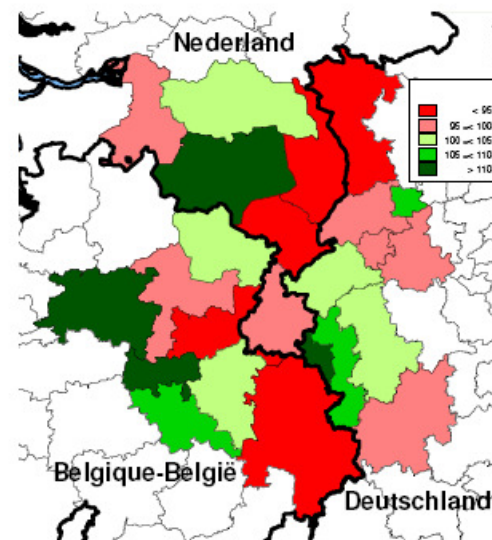 Nederland
< 95
95 =< 100
100 =< 105
105 =< 110
> 110
Belgique-België
Deutschland